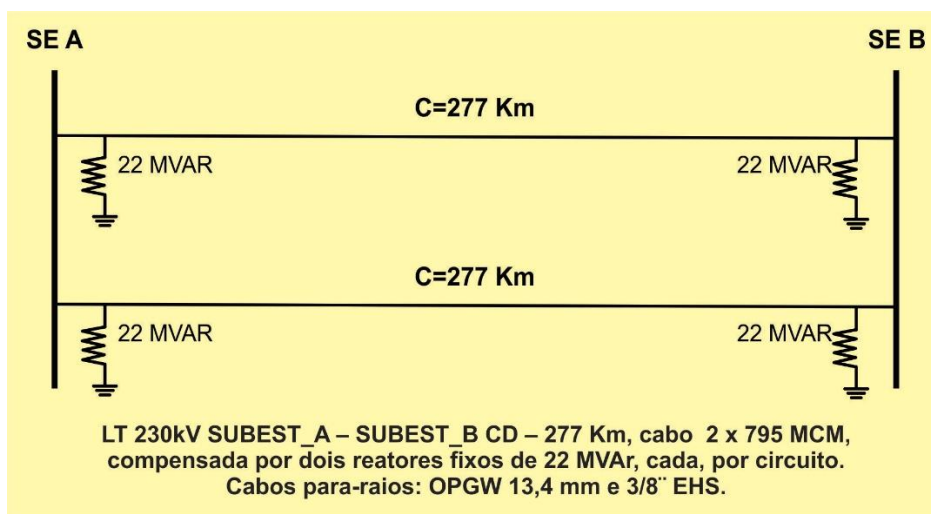 SE A
SE B
C=277 Km
22 MVAR
22 MVAR
C=277 Km
22 MVAR
22 MVAR
LT 230kV SUBEST_A – SUBEST_B CD – 277 Km, cabo 2 x 795 MCM,
compensada por dois reatores fixos de 22 MVAr, cada, por circuito.
Cabos para-raios: OPGW 13,4 mm e 3/8¨ EHS.